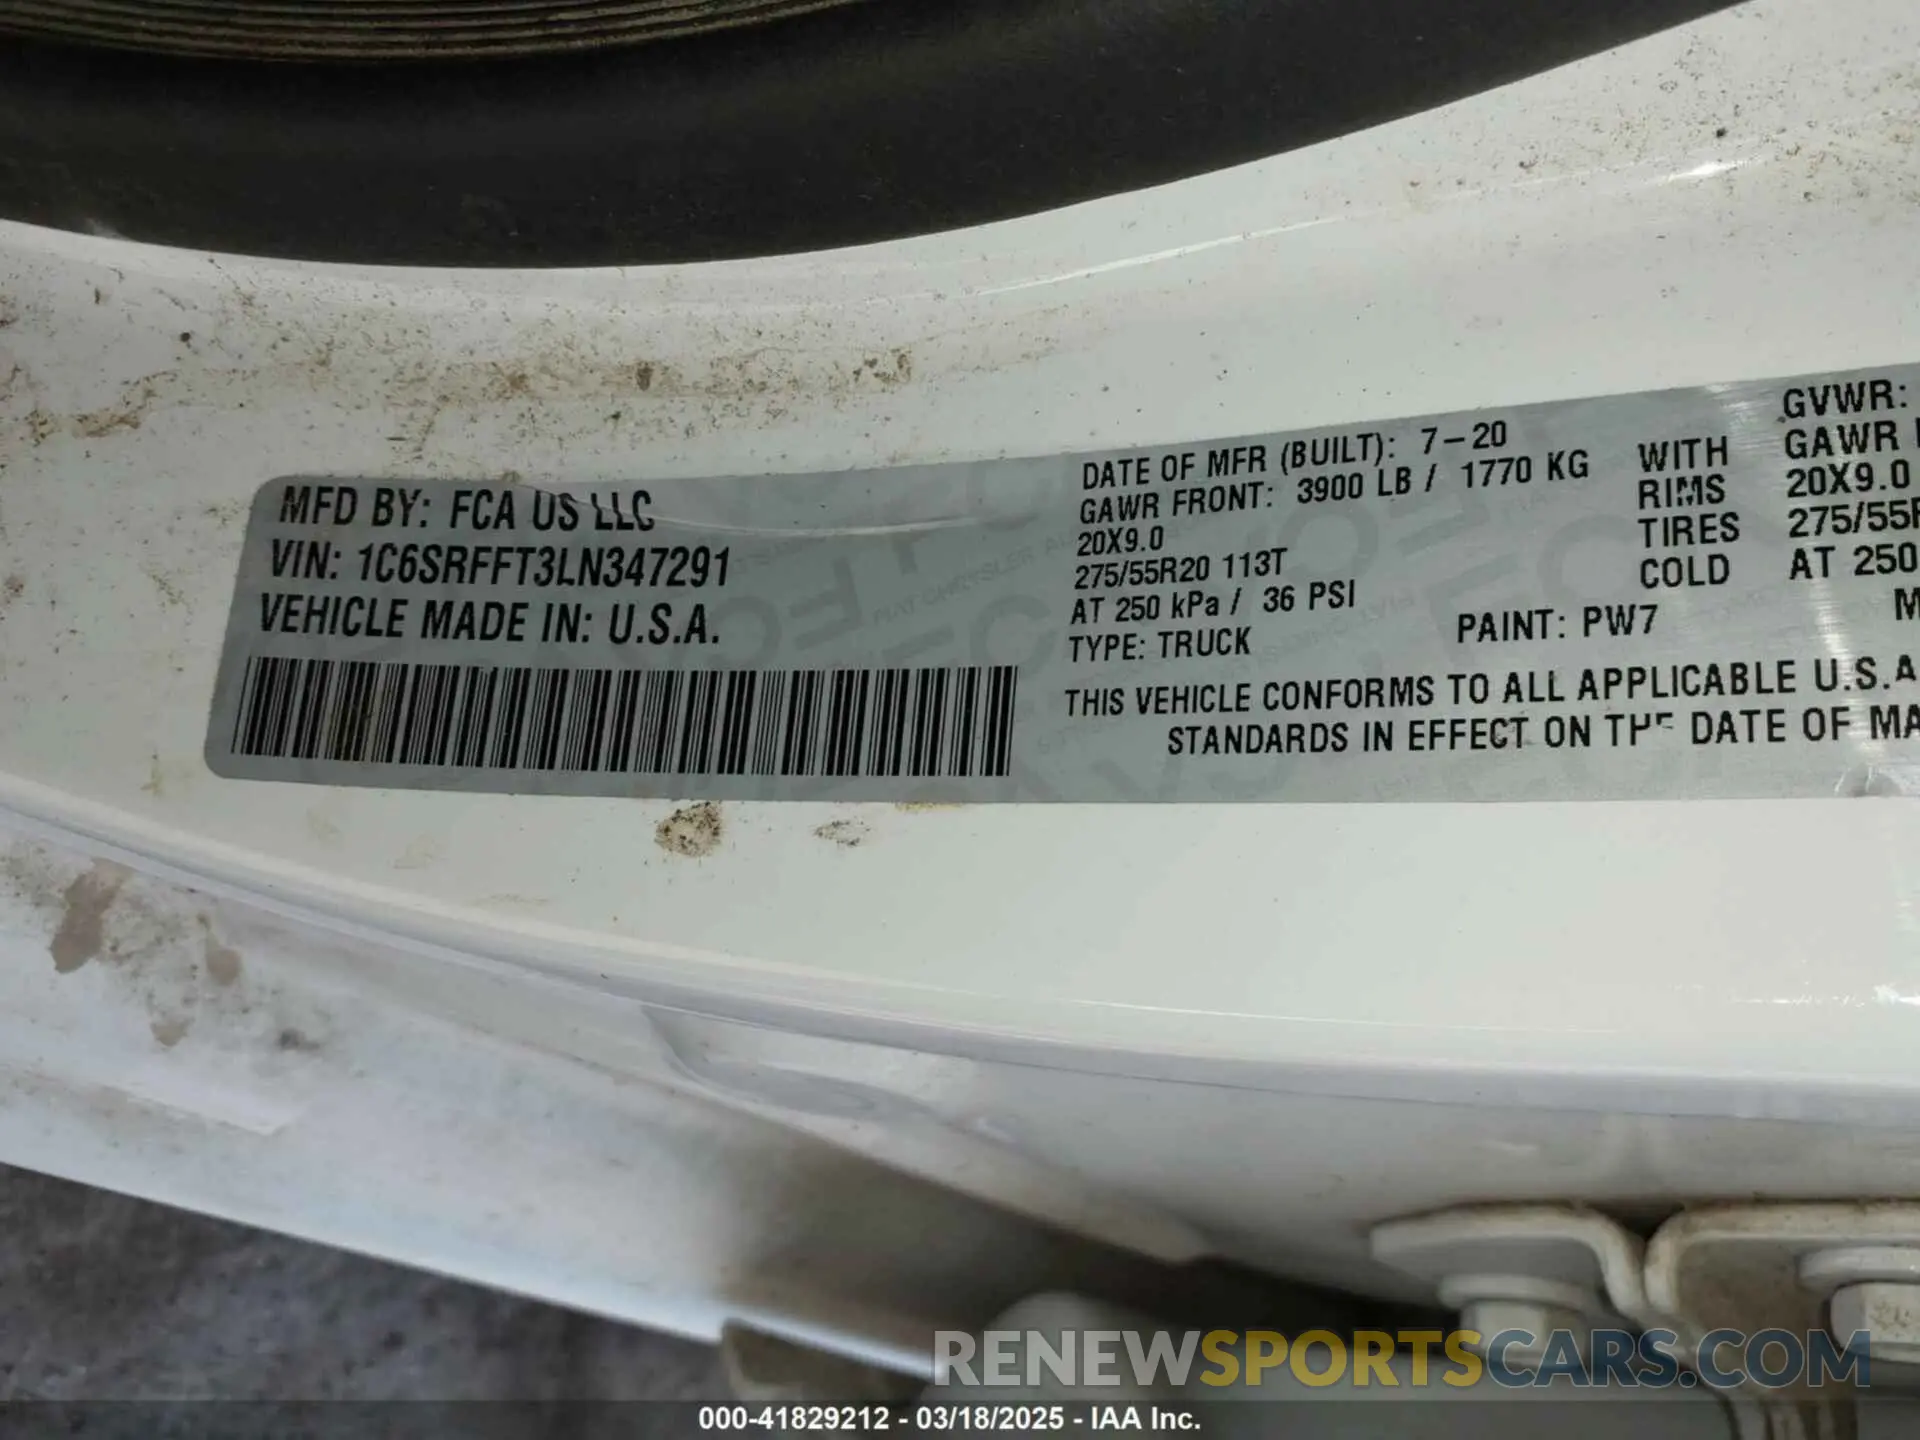 MFD BY: FCA US LLC
VIN: 1C6SRFFT3LN347291
VEHICLE MADE IN: U.S.A.
DATE OF MFR (BUILT): 7-20
GAWR FRONT: 3900 LB / 1770 KG
20X9.0
275/55R20 113T
AT 250 kPa / 36 PSI
TYPE: TRUCK
WITH
RIMS
TIRES
COLD
GVWR:
GAWR
20X9.0
275/55R
AT 250
PAINT: PW7
M
THIS VEHICLE CONFORMS TO ALL APPLICABLE U.S.A
STANDARDS IN EFFECT ON THE DATE OF MA
RENEWSPORTSCARS.COM
000-41829212 - 03/18/2025 - IAA Inc.